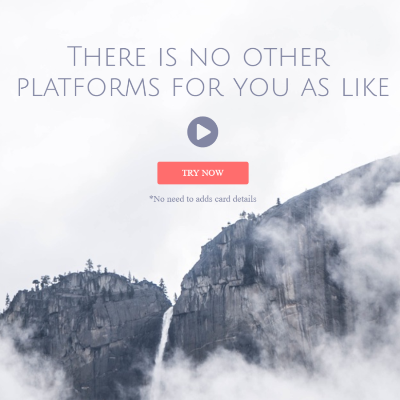 There is no other
platforms for you as like
TRY NOW
*No need to adds card details